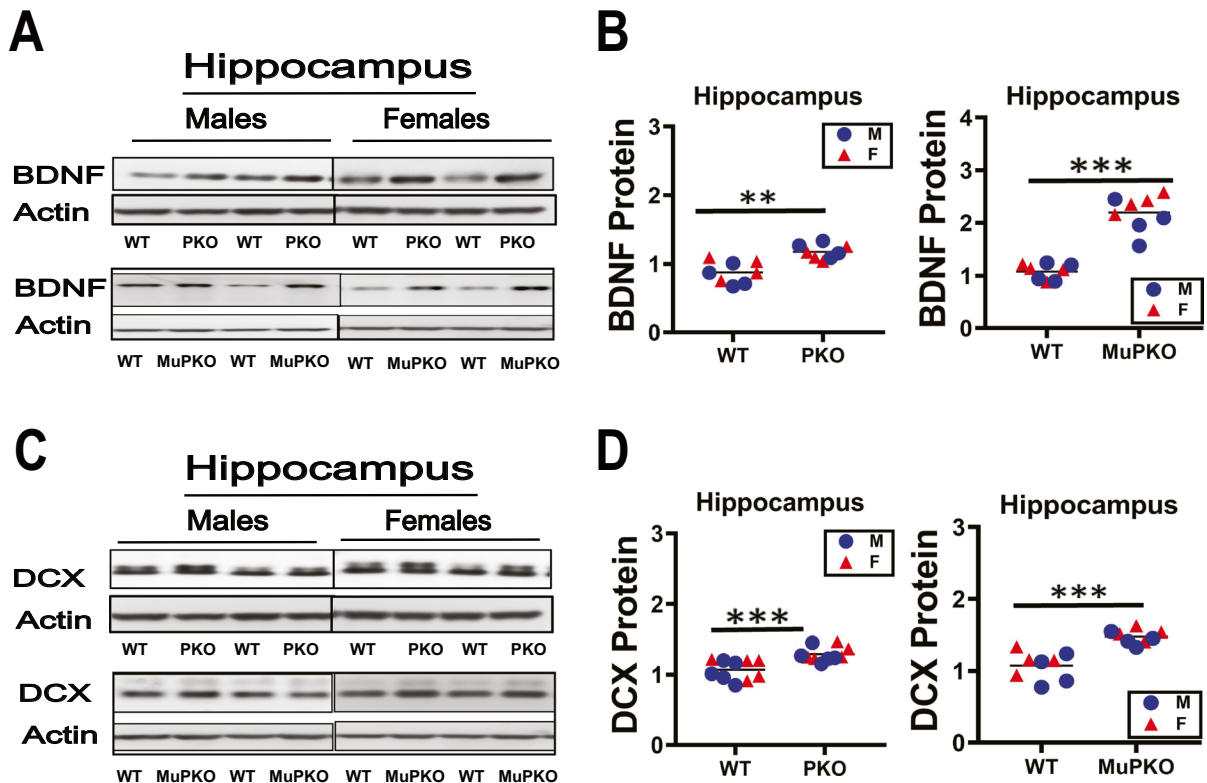 A
Hippocampus
Males Females
BDNF
Actin
WT PKO WT PKO WT PKO WT PKO
BDNF
Actin
WT MuPKO WT MuPKO WT MuPKO WT MuPKO
B
Hippocampus
BDNF Protein
3
2
1
0
M
F
**
WT PKO
Hippocampus
BDNF Protein
4
3
2
1
0
***
M
F
WT MuPKO
C
Hippocampus
Males Females
DCX
Actin
WT PKO WT PKO WT PKO WT PKO
DCX
Actin
WT MuPKO WT MuPKO WT MuPKO WT MuPKO
D
Hippocampus
DCX Protein
3
2
1
0
M
F
***
WT PKO
Hippocampus
DCX Protein
3
2
1
0
***
M
F
WT MuPKO